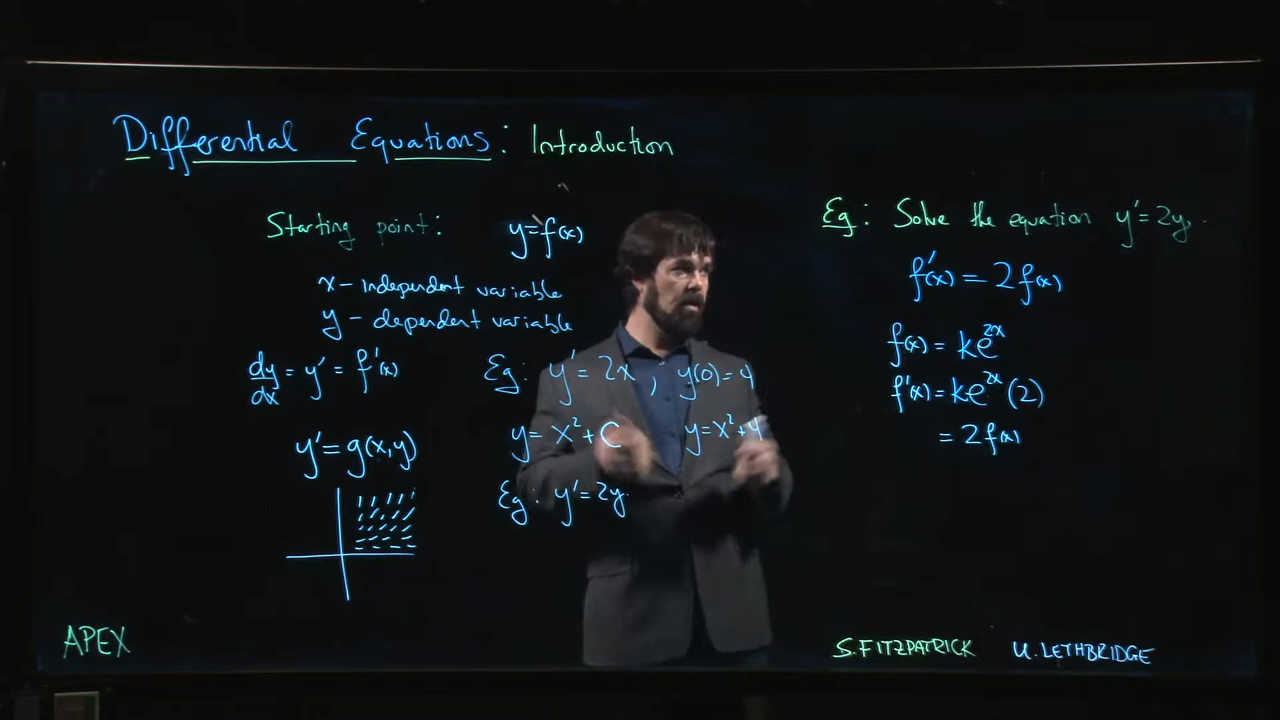 Differential Equations: Introduction
Starting point: y=f(x)
x - independent variable
y - dependent variable
dy/dx = y' = f'(x)
y' = g(x,y)
Eg: y' = 2x, y(0)=4
y = x² + C y = x²+4
Eg: y' = 2y.
Eg: Solve the equation y'=2y.
f'(x) = 2f(x)
f(x) = ke^{2x}
f'(x) = ke^{2x}(2)
= 2f(x)
APEX
S.FITZPATRICK U.LETHBRIDGE